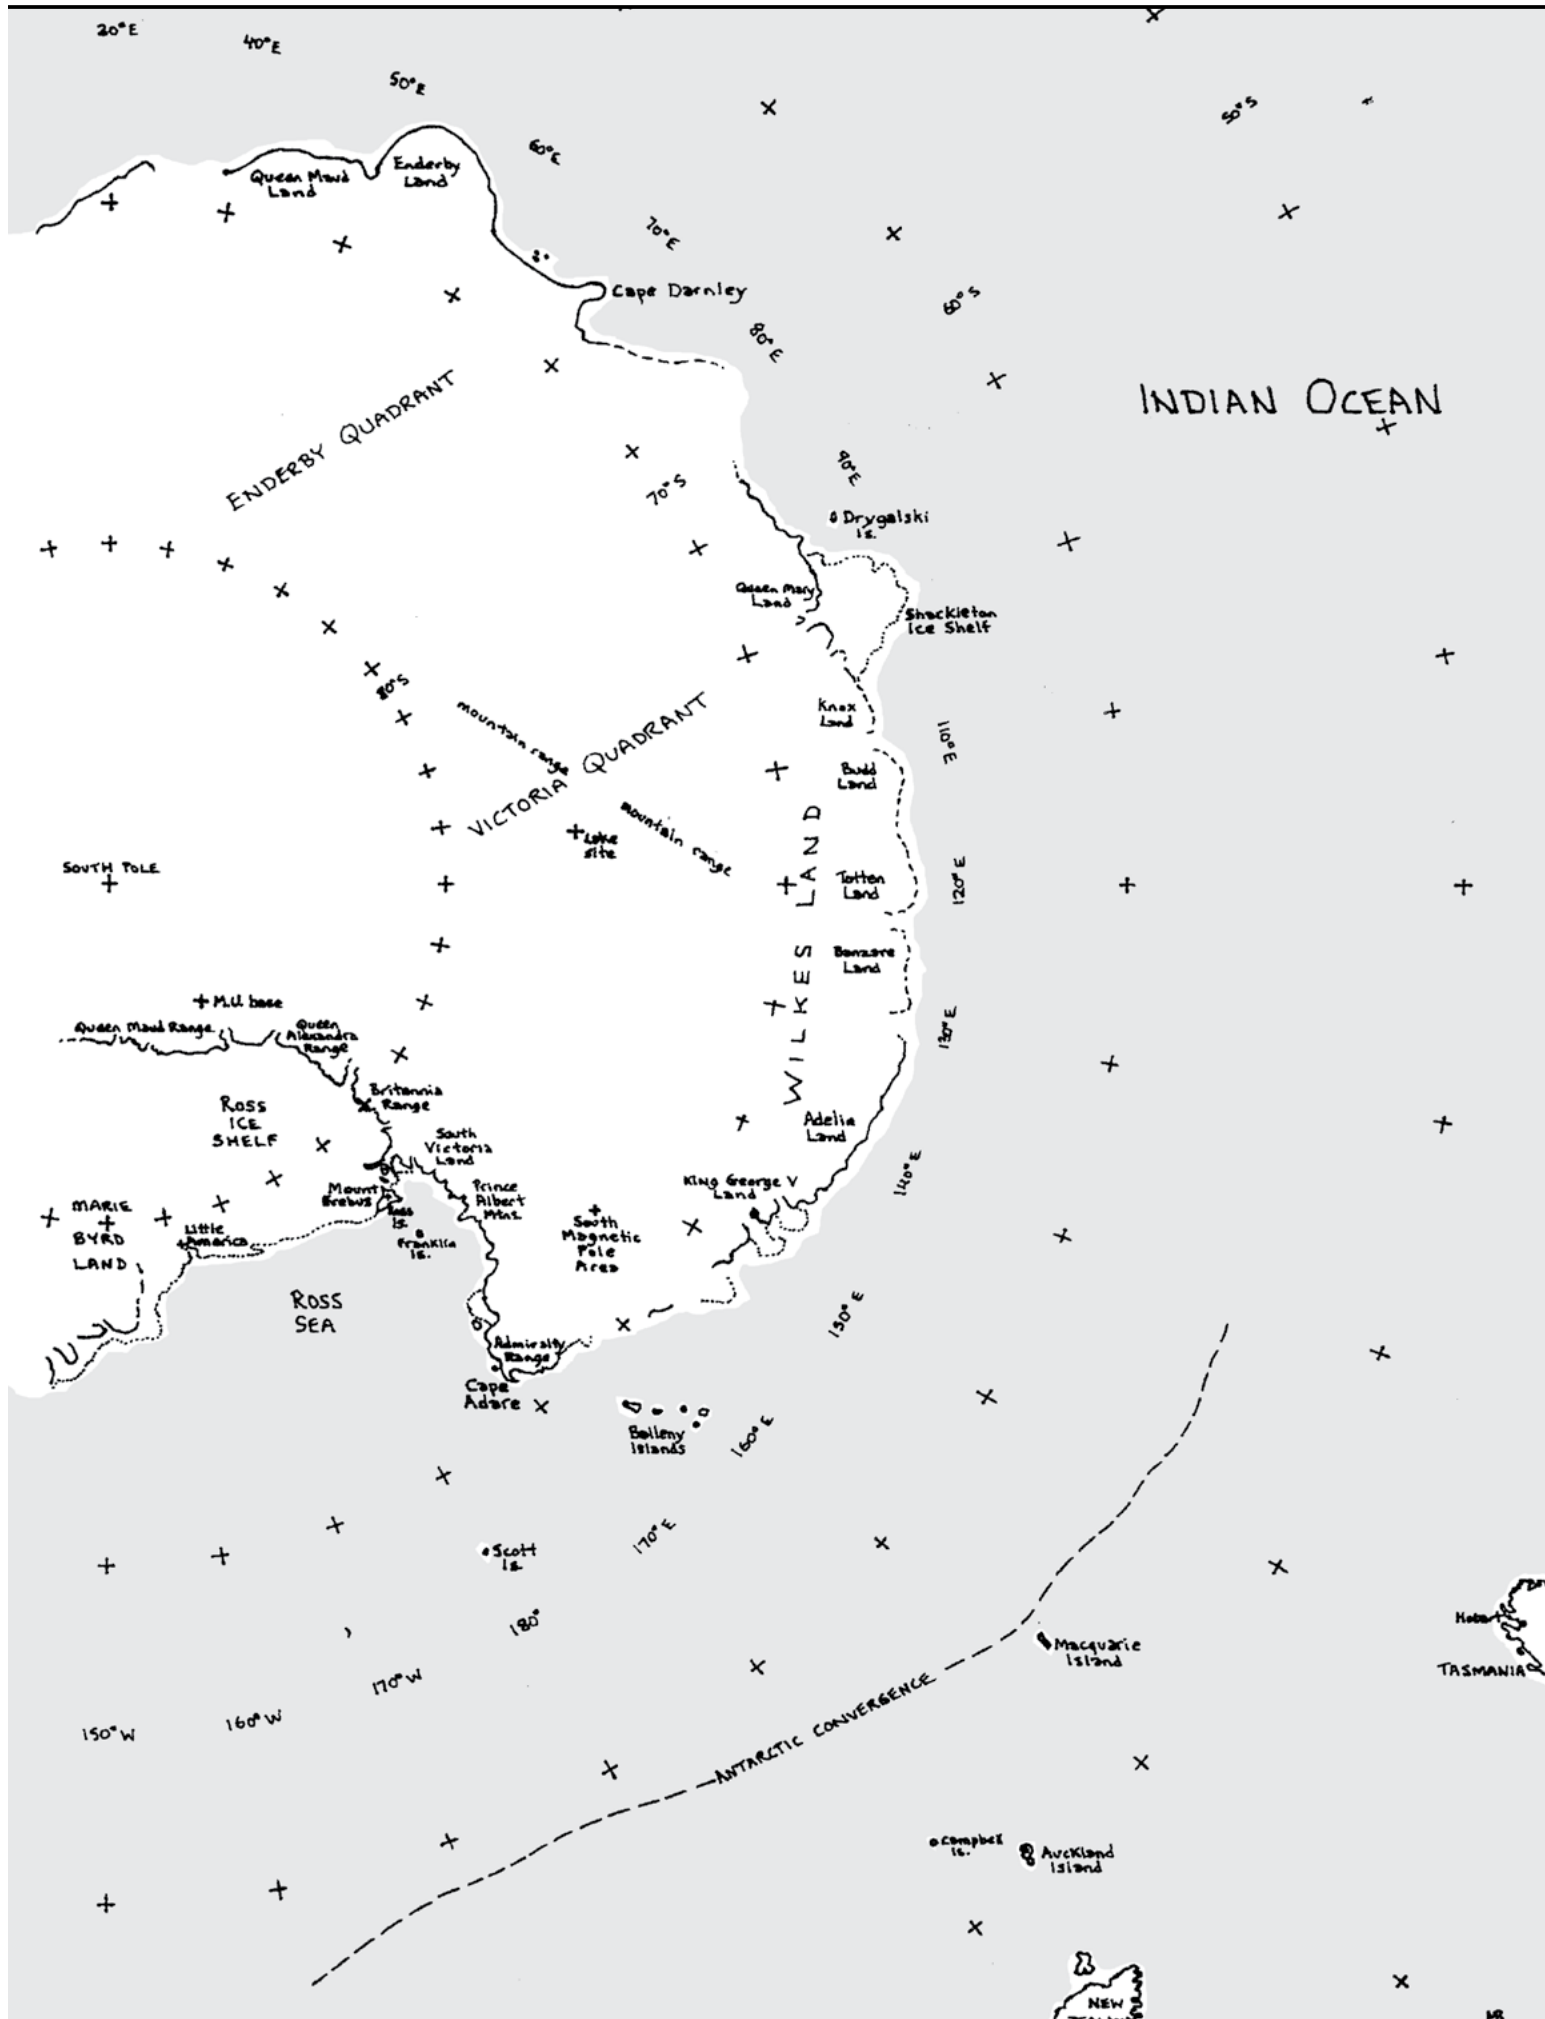 20°E
40°E
50°E
60°E
50°S
Queen Maud
Land
Enderby
Land
70°E
Cape Darnley
60°S
80°E
INDIAN OCEAN
ENDERBY QUADRANT
90°E
70°S
Drygalski
Is.
Queen Mary
Land
Shackleton
Ice Shelf
80°S
mountain range
VICTORIA QUADRANT
Knox
Land
110°E
Budd
Land
mountain range
Lake
site
WILKES LAND
SOUTH POLE
Totten
Land
120°E
Banzare
Land
M.U. base
Queen Maud Range
Queen
Alexandra
Range
130°E
Britannia
Range
ROSS
ICE
SHELF
Adelia
Land
South
Victoria
Land
140°E
King George V
Land
Mount
Erebus
Prince
Albert
Mtns.
MARIE
BYRD
LAND
Little
America
Ross
Is.
Franklin
Is.
South
Magnetic
Pole
Area
ROSS
SEA
150°E
Admiralty
Range
Cape
Adare
Balleny
Islands
160°E
170°E
Scott
Is.
180°
Hobart
Macquarie
Island
TASMANIA
170°W
160°W
150°W
ANTARCTIC CONVERGENCE
Campbell
Is.
Auckland
Island
NEW